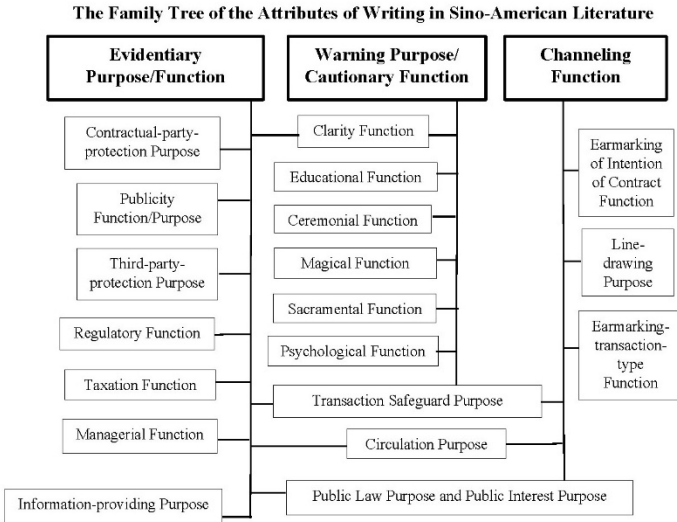 The Family Tree of the Attributes of Writing in Sino-American Literature
Evidentiary
Purpose/Function
Warning Purpose/
Cautionary Function
Channeling
Function
Contractual-party-
protection Purpose
Publicity
Function/Purpose
Third-party-
protection Purpose
Regulatory Function
Taxation Function
Managerial Function
Information-providing Purpose
Clarity Function
Educational Function
Ceremonial Function
Magical Function
Sacramental Function
Psychological Function
Transaction Safeguard Purpose
Circulation Purpose
Public Law Purpose and Public Interest Purpose
Earmarking
of Intention
of Contract
Function
Line-
drawing
Purpose
Earmarking-
transaction-
type
Function